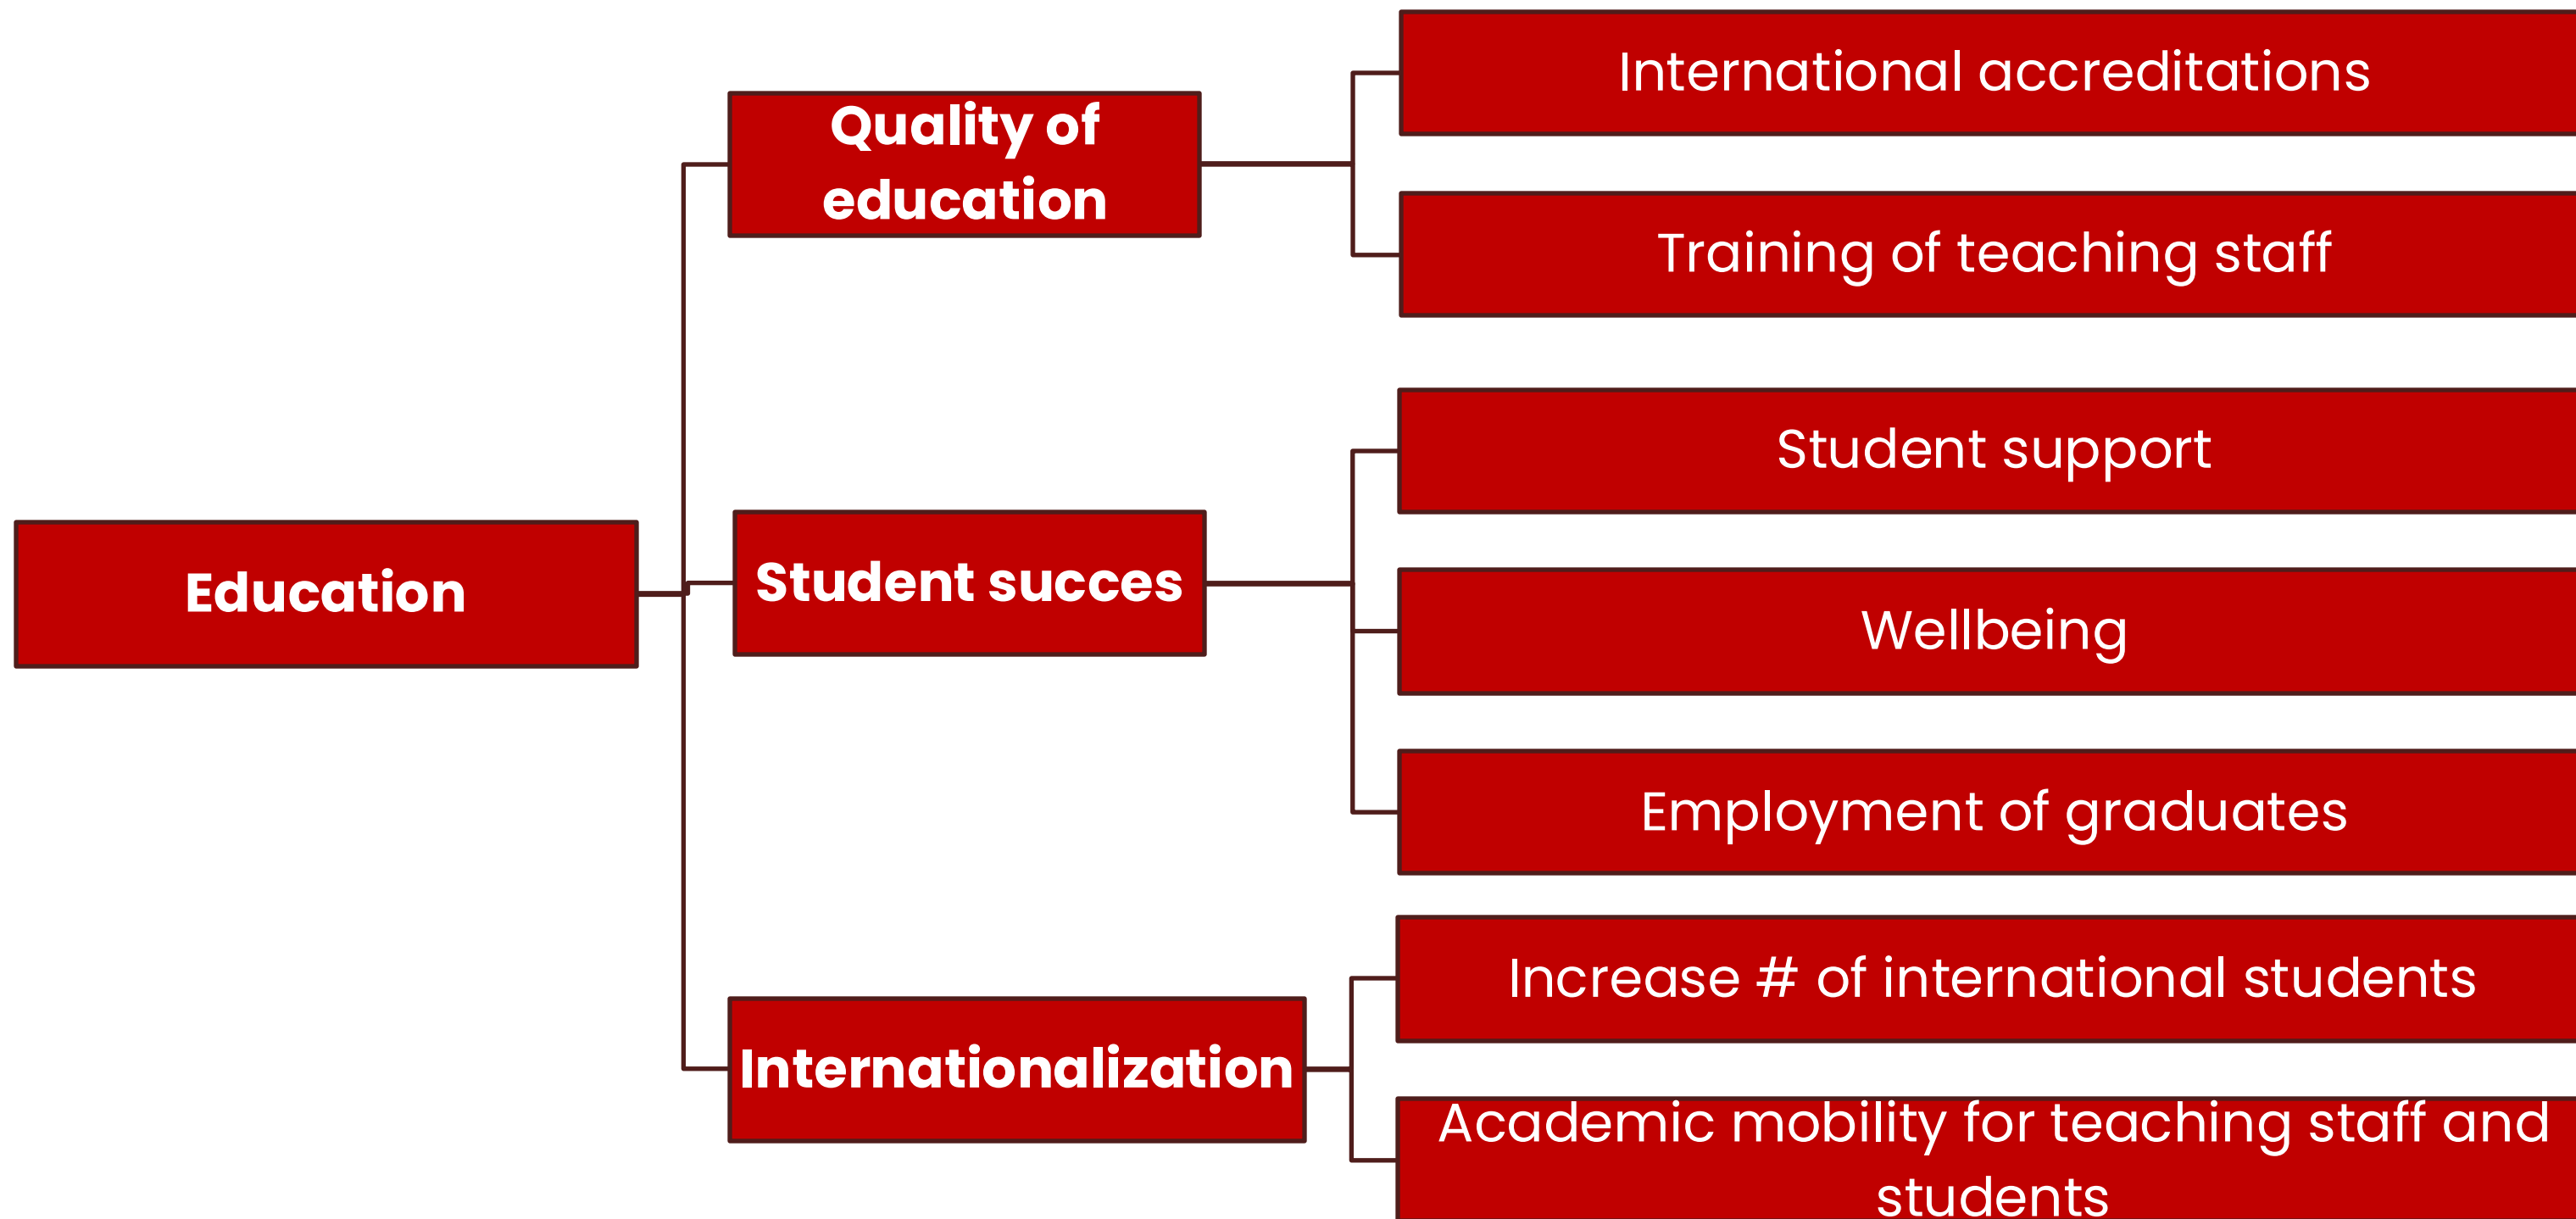 International accreditations
Quality of
education
Training of teaching staff
Student support
Education
Student succes
Wellbeing
Employment of graduates
Increase # of international students
Internationalization
Academic mobility for teaching staff and
students